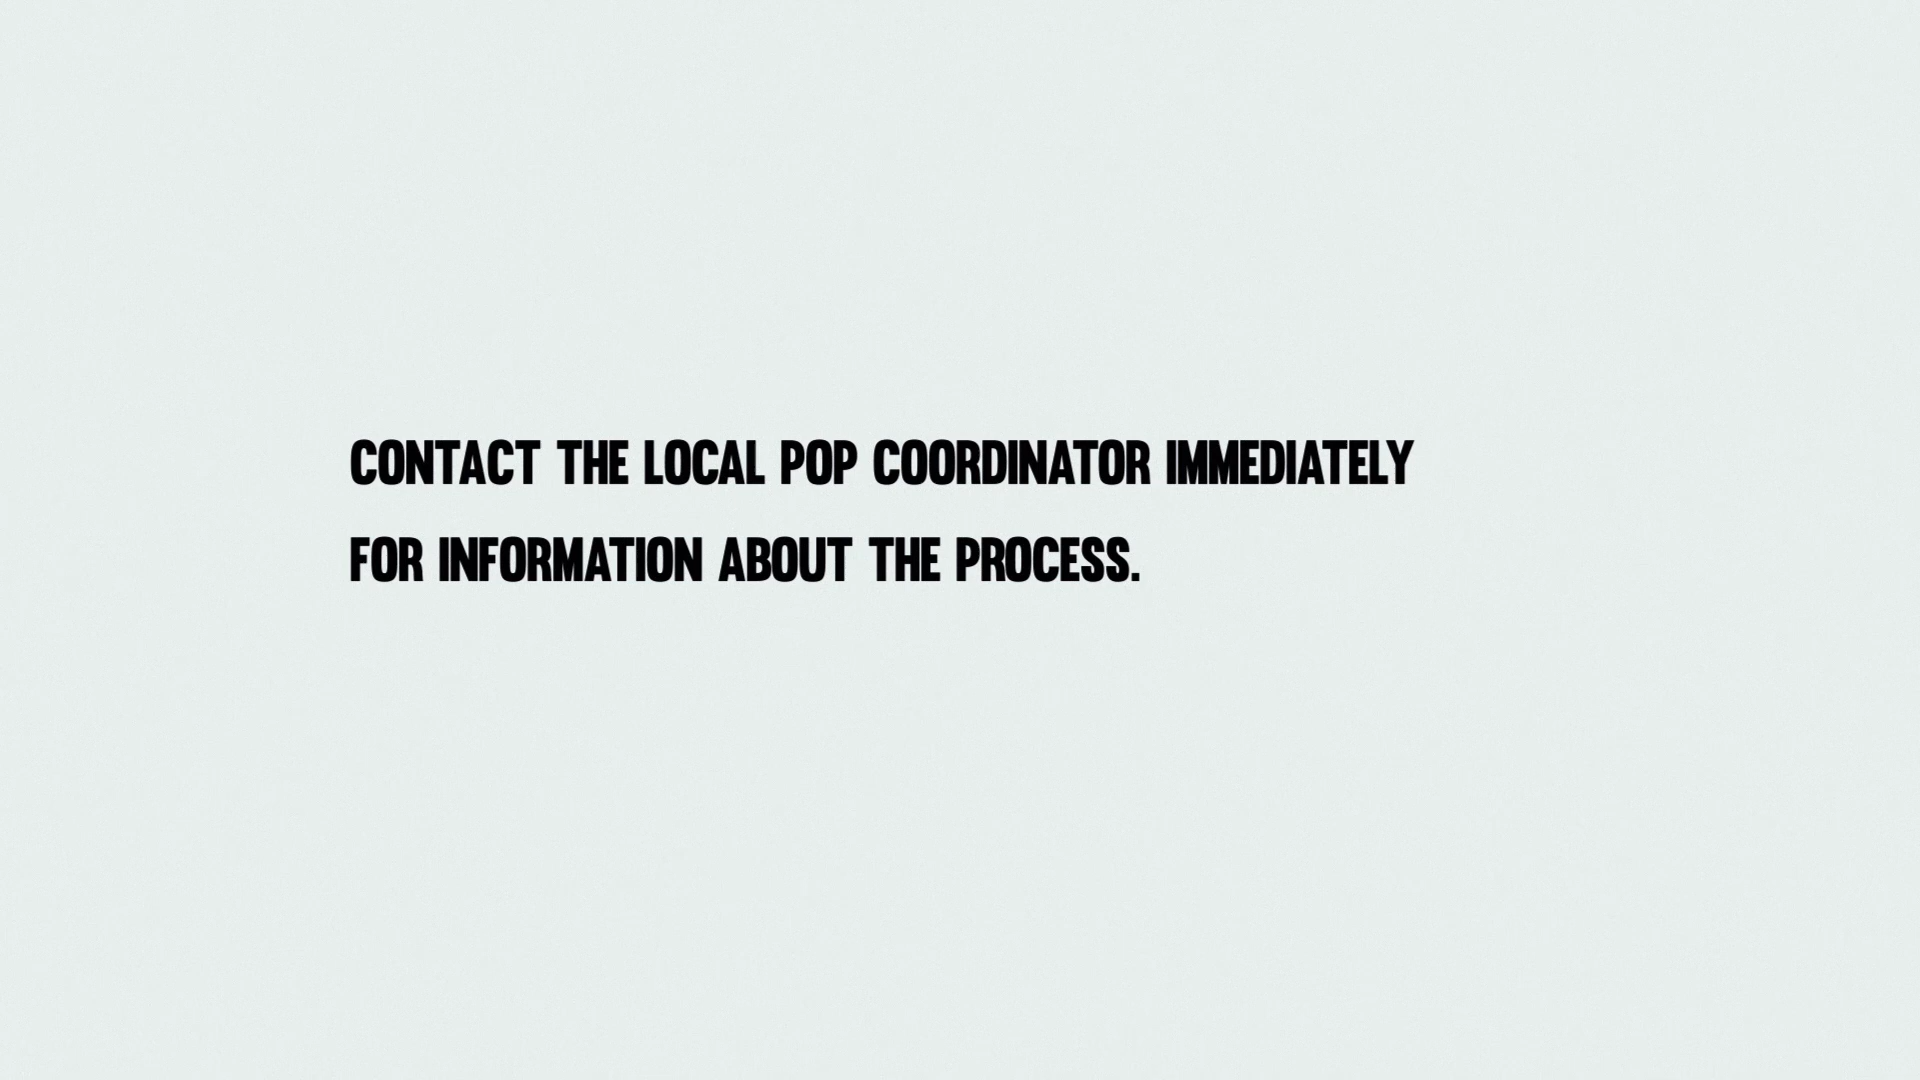 CONTACT THE LOCAL POP COORDINATOR IMMEDIATELY
FOR INFORMATION ABOUT THE PROCESS.